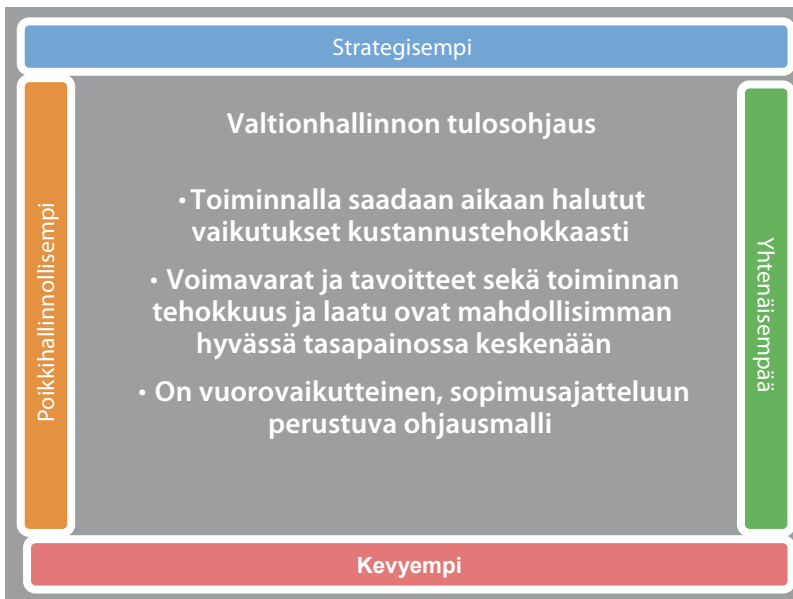 Strategisempi
Valtionhallinnon tulosohjaus
• Toiminnalla saadaan aikaan halutut
vaikutukset kustannustehokkaasti
• Voimavarat ja tavoitteet sekä toiminnan
tehokkuus ja laatu ovat mahdollisimman
hyvässä tasapainossa keskenään
• On vuorovaikutteinen, sopimusajatteluun
perustuva ohjausmalli
Poikkihallinnollisempi
Yhtenäisempää
Kevyempi